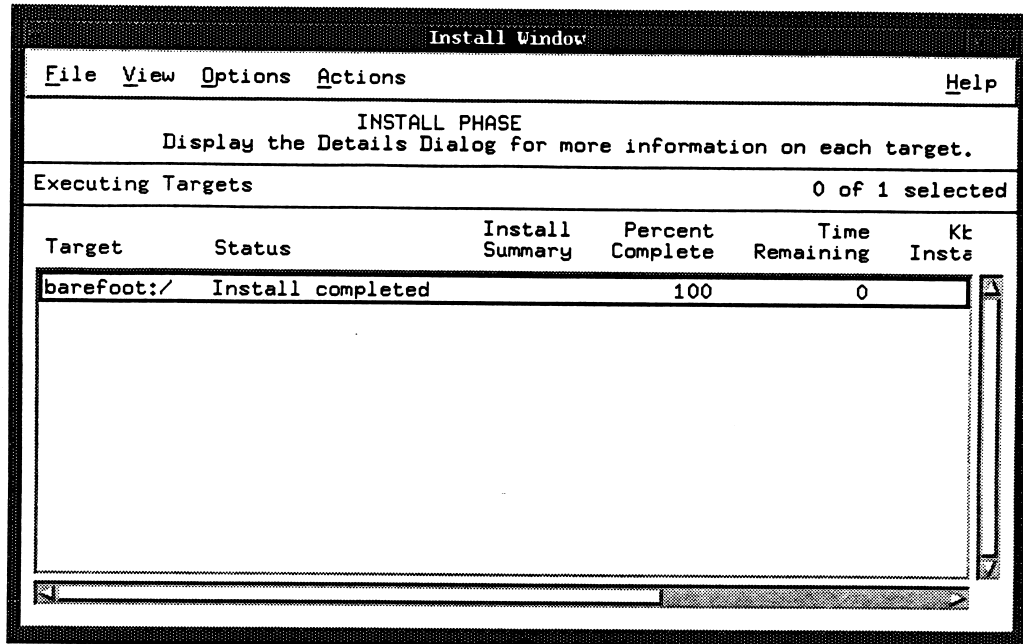 Install Window
File View Options Actions Help
INSTALL PHASE
Display the Details Dialog for more information on each target.
Executing Targets 0 of 1 selected
Target Status Install Summary Percent Complete Time Remaining Kb Insta
barefoot:/ Install completed 100 0